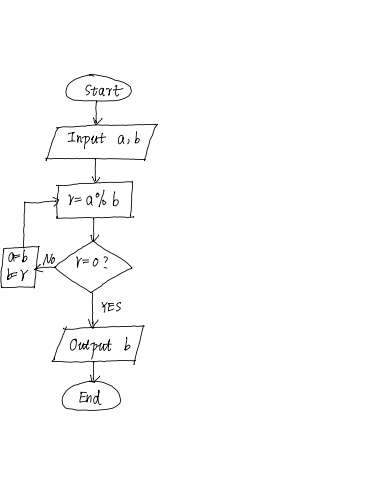 Start
Input a,b
r=a%b
r=0?
No
a=b
b=r
YES
Output b
End